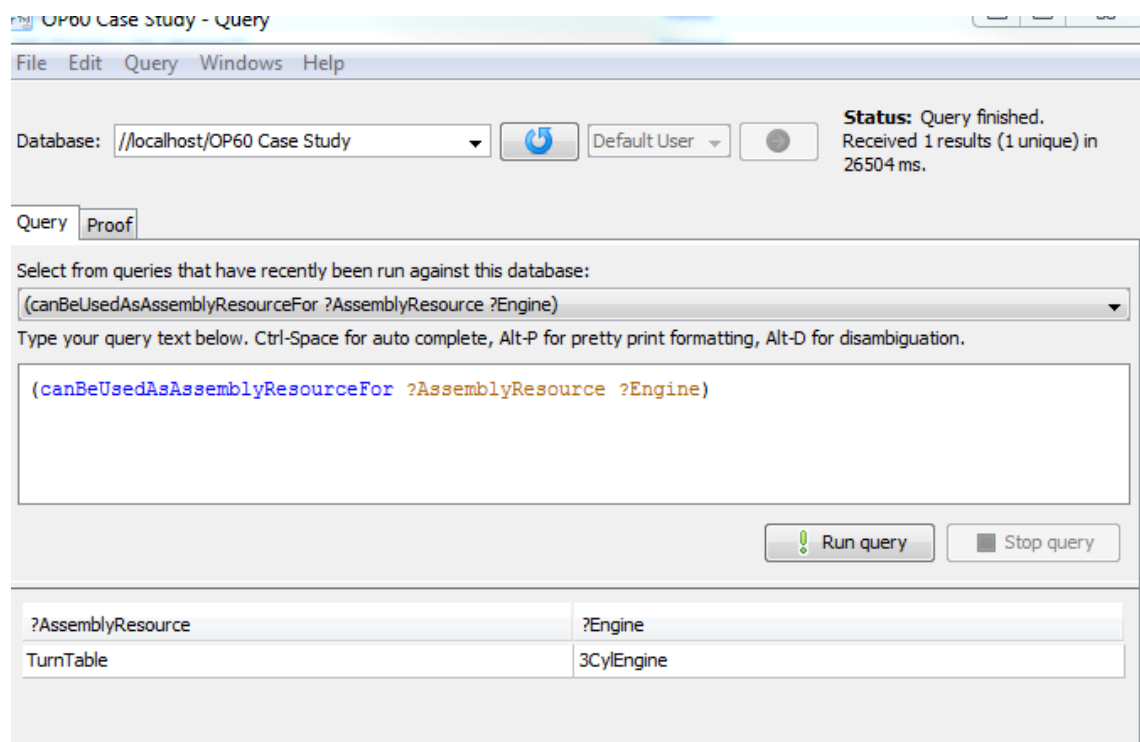 OP60 Case Study - Query
File Edit Query Windows Help
Database: //localhost/OP60 Case Study Default User
Status: Query finished.
Received 1 results (1 unique) in
26504 ms.
Query Proof
Select from queries that have recently been run against this database:
(canBeUsedAsAssemblyResourceFor ?AssemblyResource ?Engine)
Type your query text below. Ctrl-Space for auto complete, Alt-P for pretty print formatting, Alt-D for disambiguation.
(canBeUsedAsAssemblyResourceFor ?AssemblyResource ?Engine)
Run query Stop query
?AssemblyResource ?Engine
TurnTable 3CylEngine